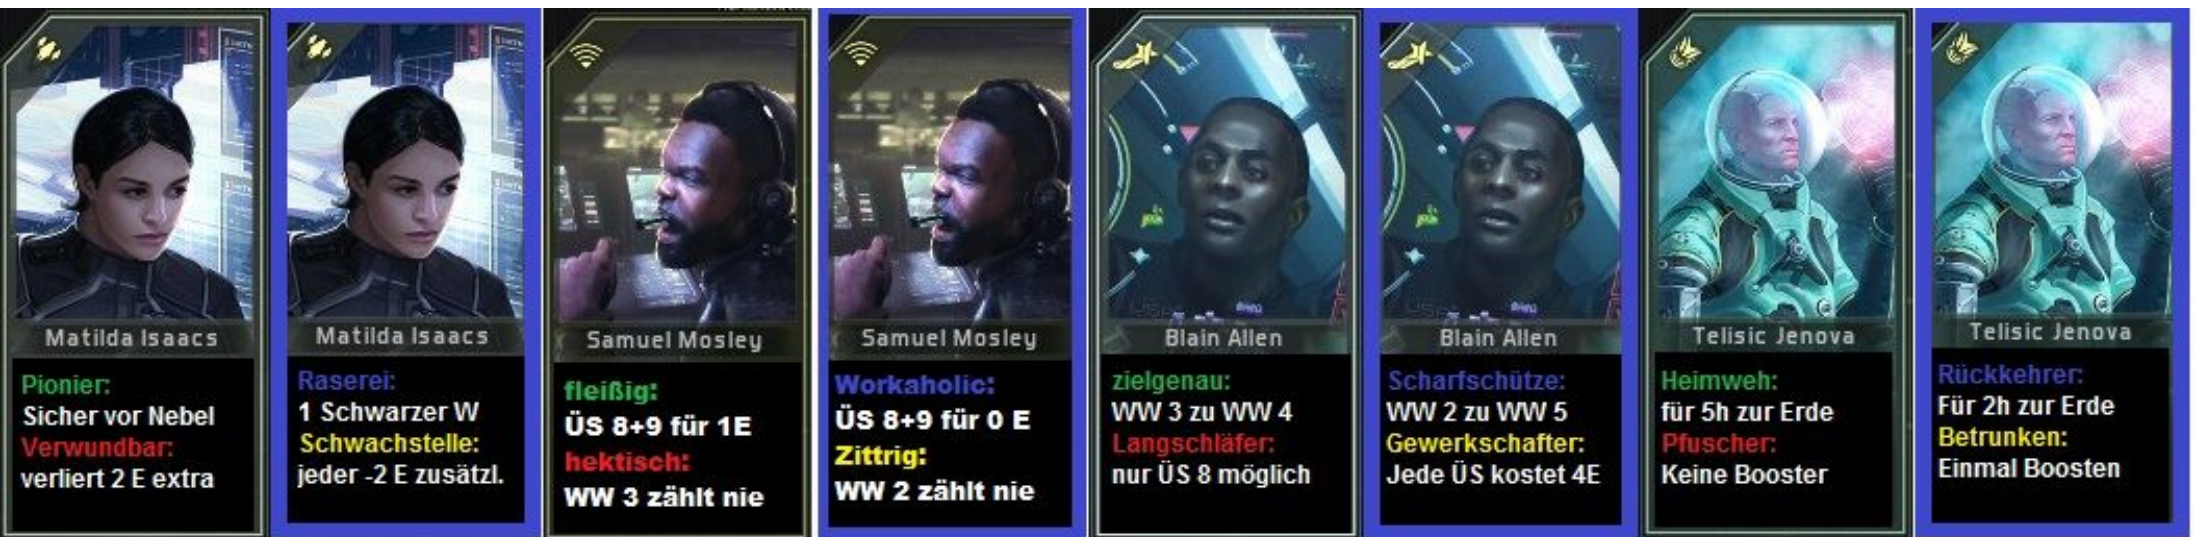 Matilda Isaacs
Pionier:
Sicher vor Nebel
Verwundbar:
verliert 2 E extra
Matilda Isaacs
Raserei:
1 Schwarzer W
Schwachstelle:
jeder -2 E zusätzl.
Samuel Mosley
fleißig:
ÜS 8+9 für 1E
hektisch:
WW 3 zählt nie
Samuel Mosley
Workaholic:
ÜS 8+9 für 0 E
Zittrig:
WW 2 zählt nie
Blain Allen
zielgenau:
WW 3 zu WW 4
Langschläfer:
nur ÜS 8 möglich
Blain Allen
Scharfschütze:
WW 2 zu WW 5
Gewerkschafter:
Jede ÜS kostet 4E
Telisic Jenova
Heimweh:
für 5h zur Erde
Pfuscher:
Keine Booster
Telisic Jenova
Rückkehrer:
Für 2h zur Erde
Betrunken:
Einmal Boosten